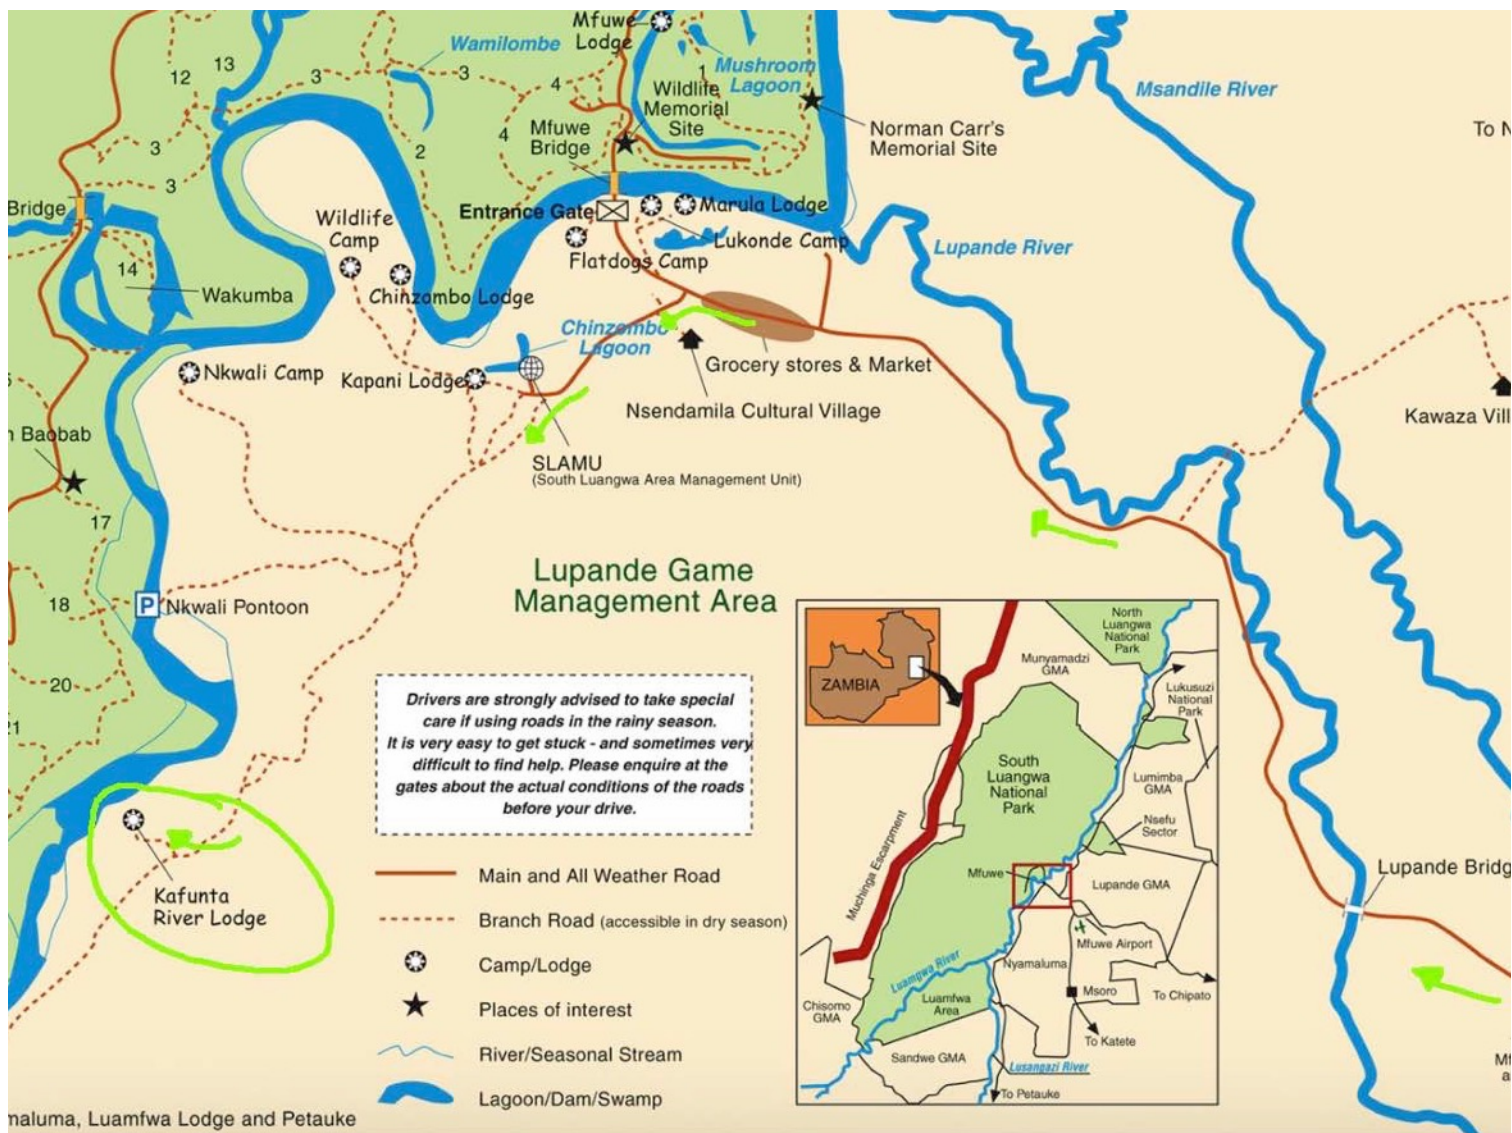 Mfuwe
Lodge
Wamilombe
13
12
3
3
4
1
Mushroom
Lagoon
Wildlife
Memorial
Site
Msandile River
Mfuwe
Bridge
4
Norman Carr's
Memorial Site
To N
3
2
3
Bridge
Entrance Gate
Marula Lodge
Wildlife
Camp
Lukonde Camp
Lupande River
Flatdogs Camp
14
Wakumba
Chinzombo Lodge
Chinzombo
Lagoon
Grocery stores & Market
Nkwali Camp
Kapani Lodge
Nsendamila Cultural Village
Kawaza Vill
n Baobab
SLAMU
(South Luangwa Area Management Unit)
17
Lupande Game
Management Area
18
P
Nkwali Pontoon
20
21
Drivers are strongly advised to take special
care if using roads in the rainy season.
It is very easy to get stuck - and sometimes very
difficult to find help. Please enquire at the
gates about the actual conditions of the roads
before your drive.
Kafunta
River Lodge
Main and All Weather Road
Branch Road (accessible in dry season)
Camp/Lodge
Places of interest
River/Seasonal Stream
Lagoon/Dam/Swamp
maluma, Luamfwa Lodge and Petauke
ZAMBIA
North
Luangwa
National
Park
Munyamadzi
GMA
Lukusuzi
National
Park
South
Luangwa
National
Park
Lumimba
GMA
Nsefu
Sector
Muchinga Escarpment
Mfuwe
Lupande GMA
Mfuwe Airport
Luamgwa River
Nyamaluma
Msoro
To Chipato
Chisomo
GMA
Luamfwa
Area
To Katete
Sandwe GMA
Lusangazi River
To Petauke
Lupande Bridg